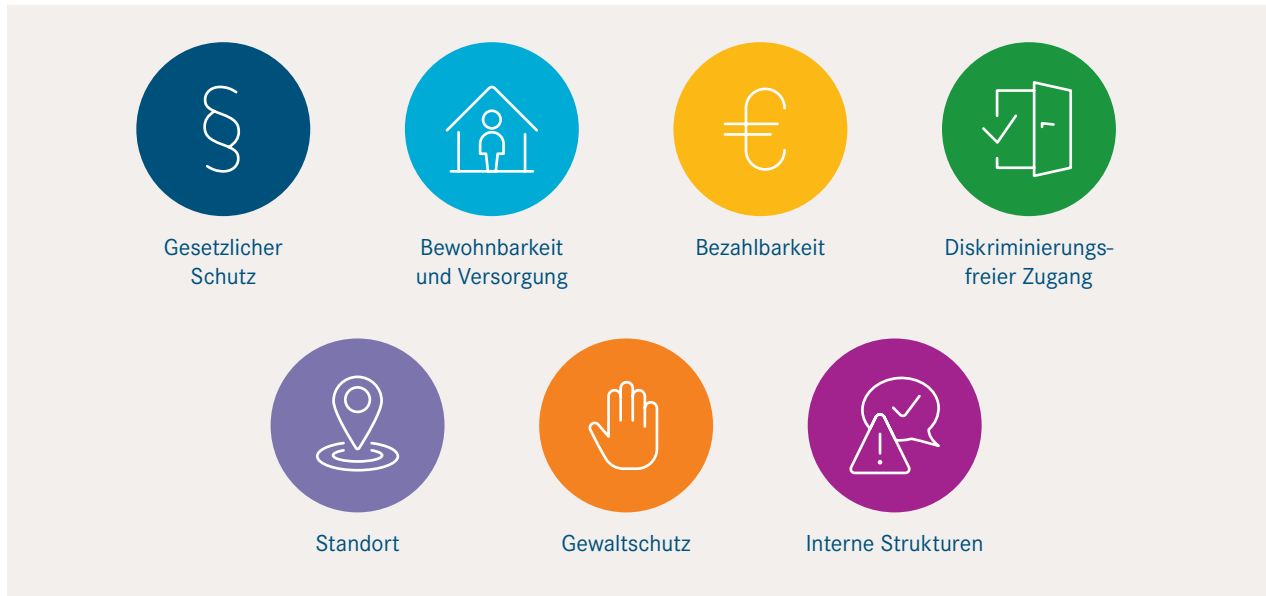 Gesetzlicher
Schutz
Bewohnbarkeit
und Versorgung
Bezahlbarkeit
Diskriminierungs-
freier Zugang
Standort
Gewaltschutz
Interne Strukturen